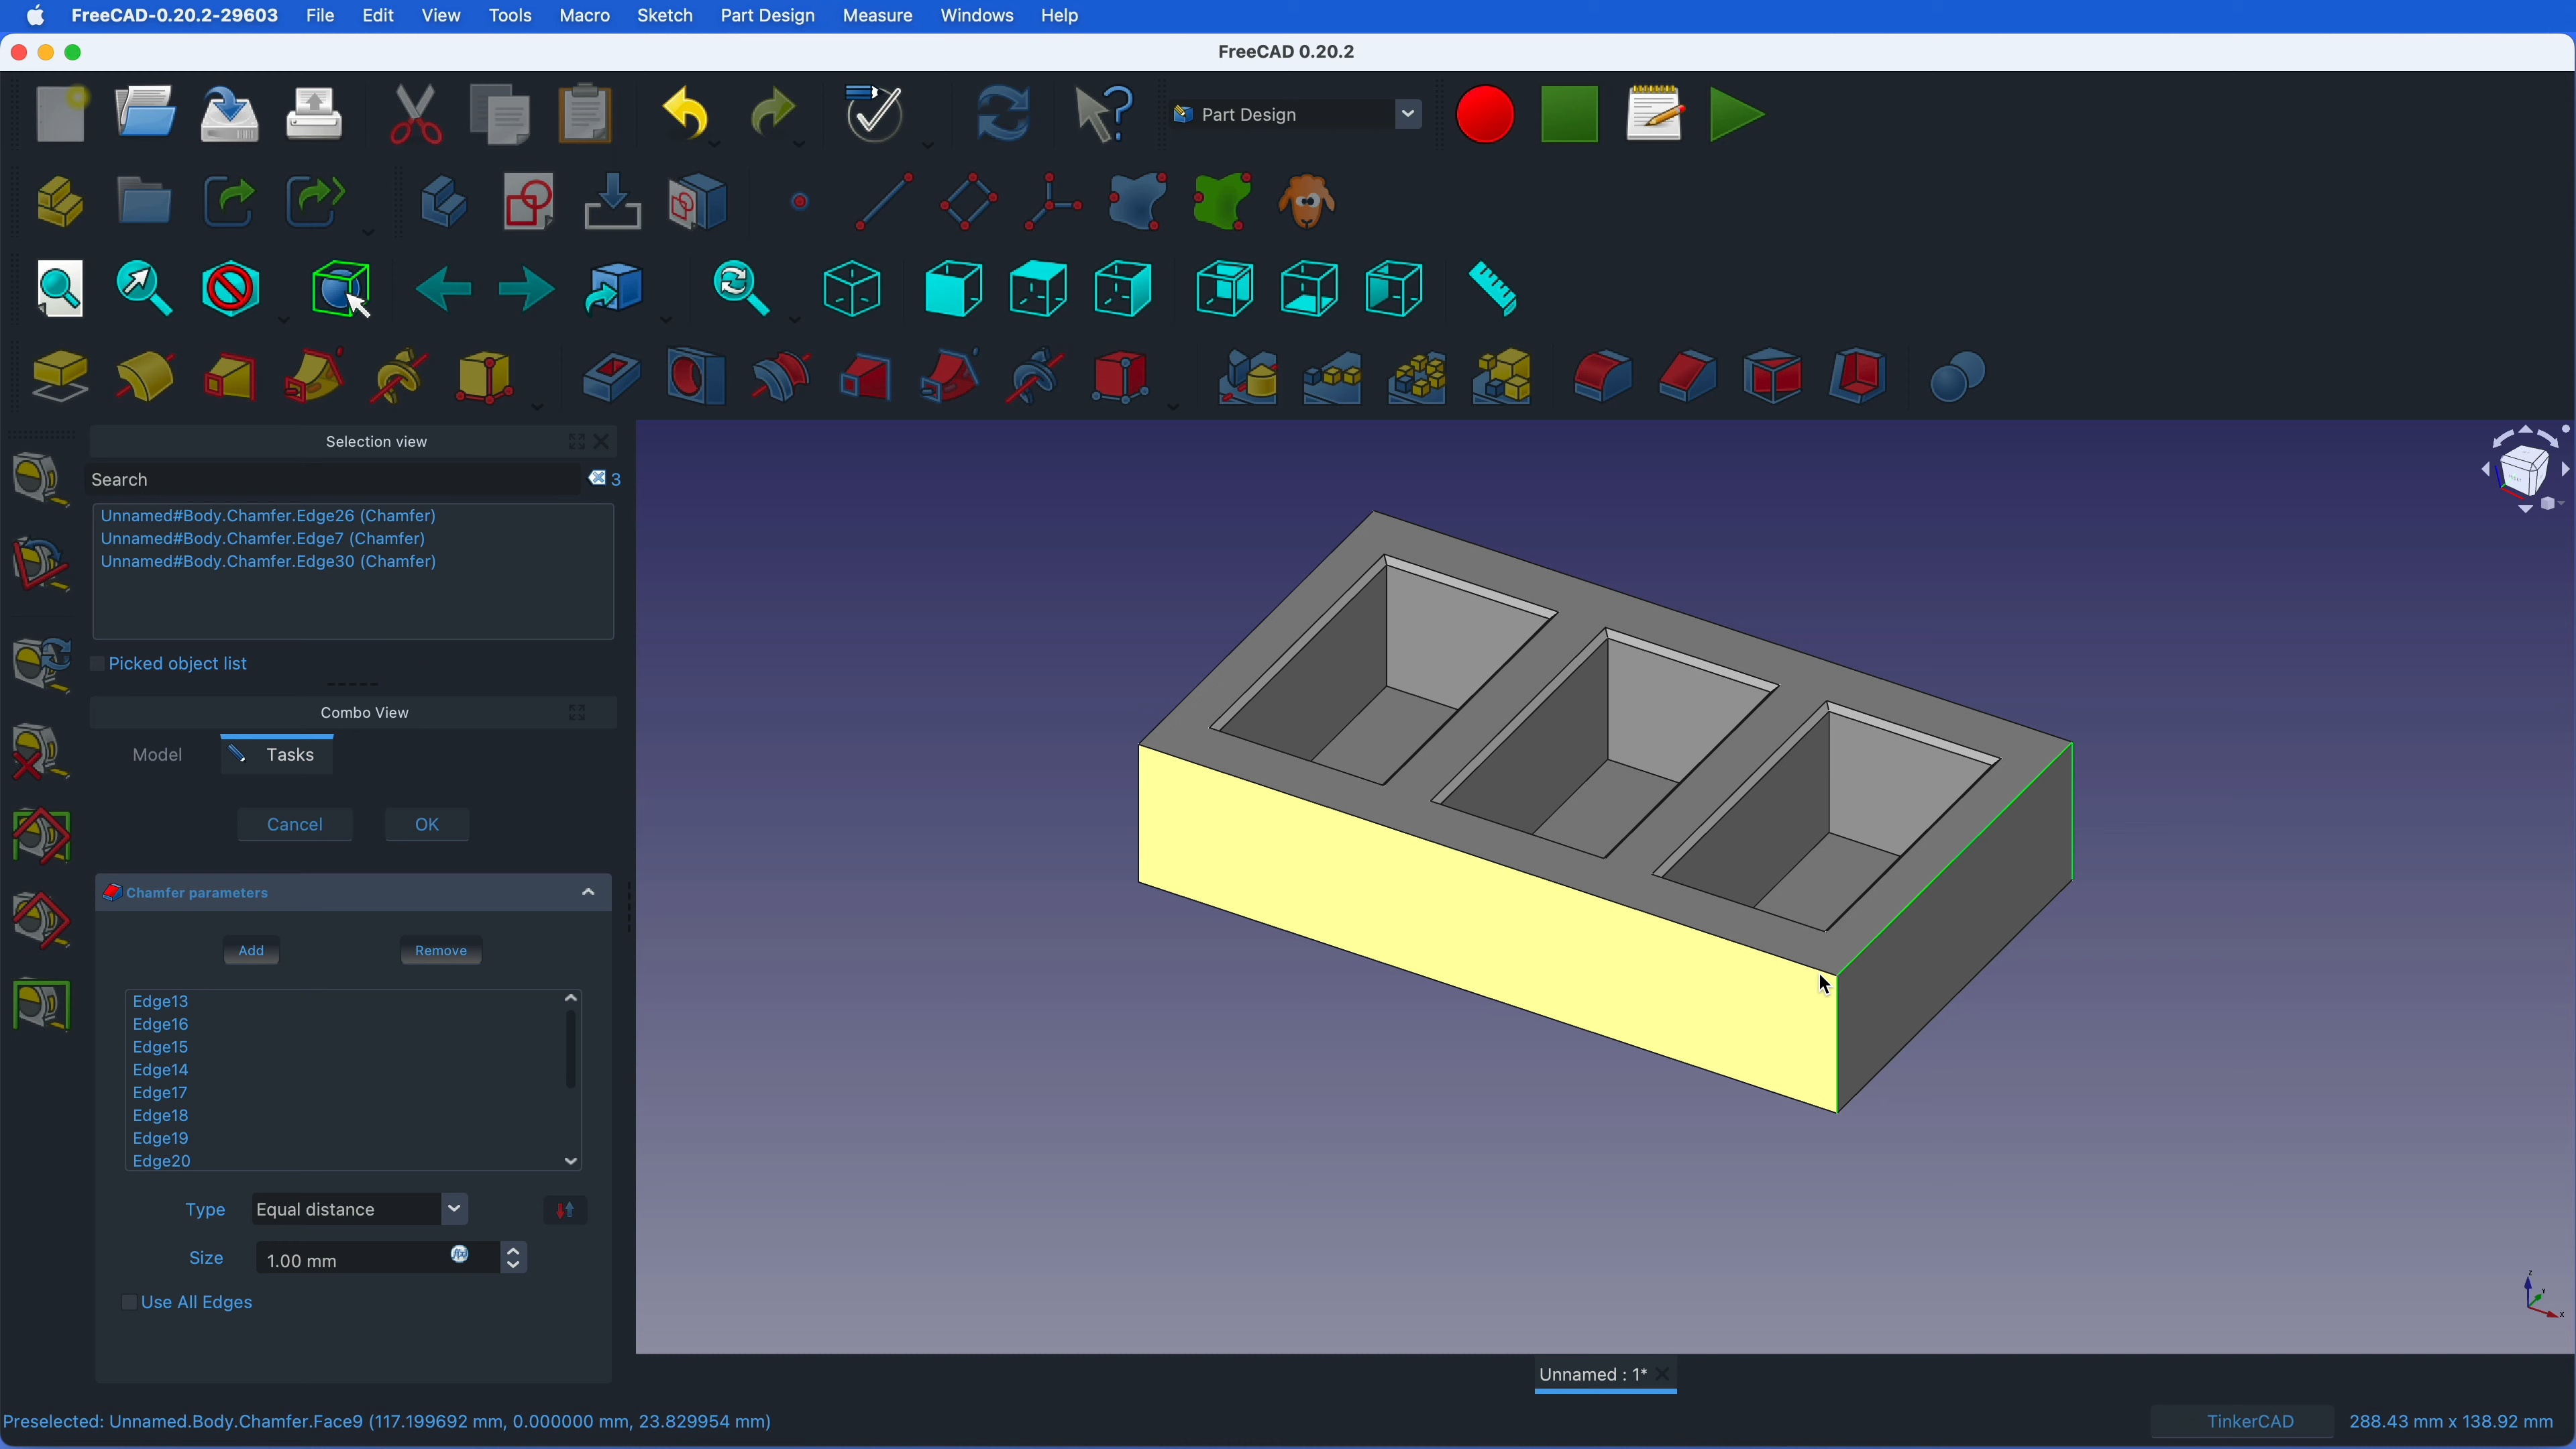 FreeCAD-0.20.2-29603 File Edit View Tools Macro Sketch Part Design Measure Windows Help
FreeCAD 0.20.2
Part Design
Selection view
Search
3
Unnamed#Body.Chamfer.Edge26 (Chamfer)
Unnamed#Body.Chamfer.Edge7 (Chamfer)
Unnamed#Body.Chamfer.Edge30 (Chamfer)
Picked object list
Combo View
Model Tasks
Cancel OK
Chamfer parameters
Add Remove
Edge13
Edge16
Edge15
Edge14
Edge17
Edge18
Edge19
Edge20
Type Equal distance
Size 1.00 mm
Use All Edges
Unnamed : 1*
Preselected: Unnamed.Body.Chamfer.Face9 (117.199692 mm, 0.000000 mm, 23.829954 mm)
TinkerCAD 288.43 mm x 138.92 mm